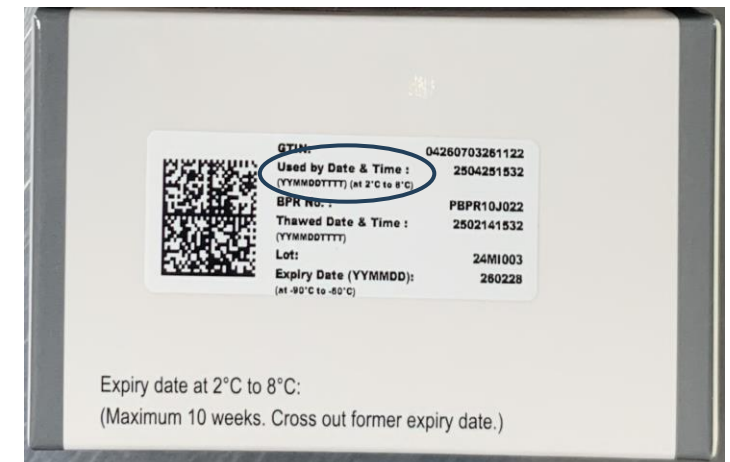 GTIN: 04260703261122
Used by Date & Time : 2504251532
(YYMMDDTTTT) (at 2°C to 8°C)
BPR No. : PBPR10J022
Thawed Date & Time : 2502141532
(YYMMDDTTTT)
Lot: 24MI003
Expiry Date (YYMMDD): 260228
(at -90°C to -60°C)
Expiry date at 2°C to 8°C:
(Maximum 10 weeks. Cross out former expiry date.)